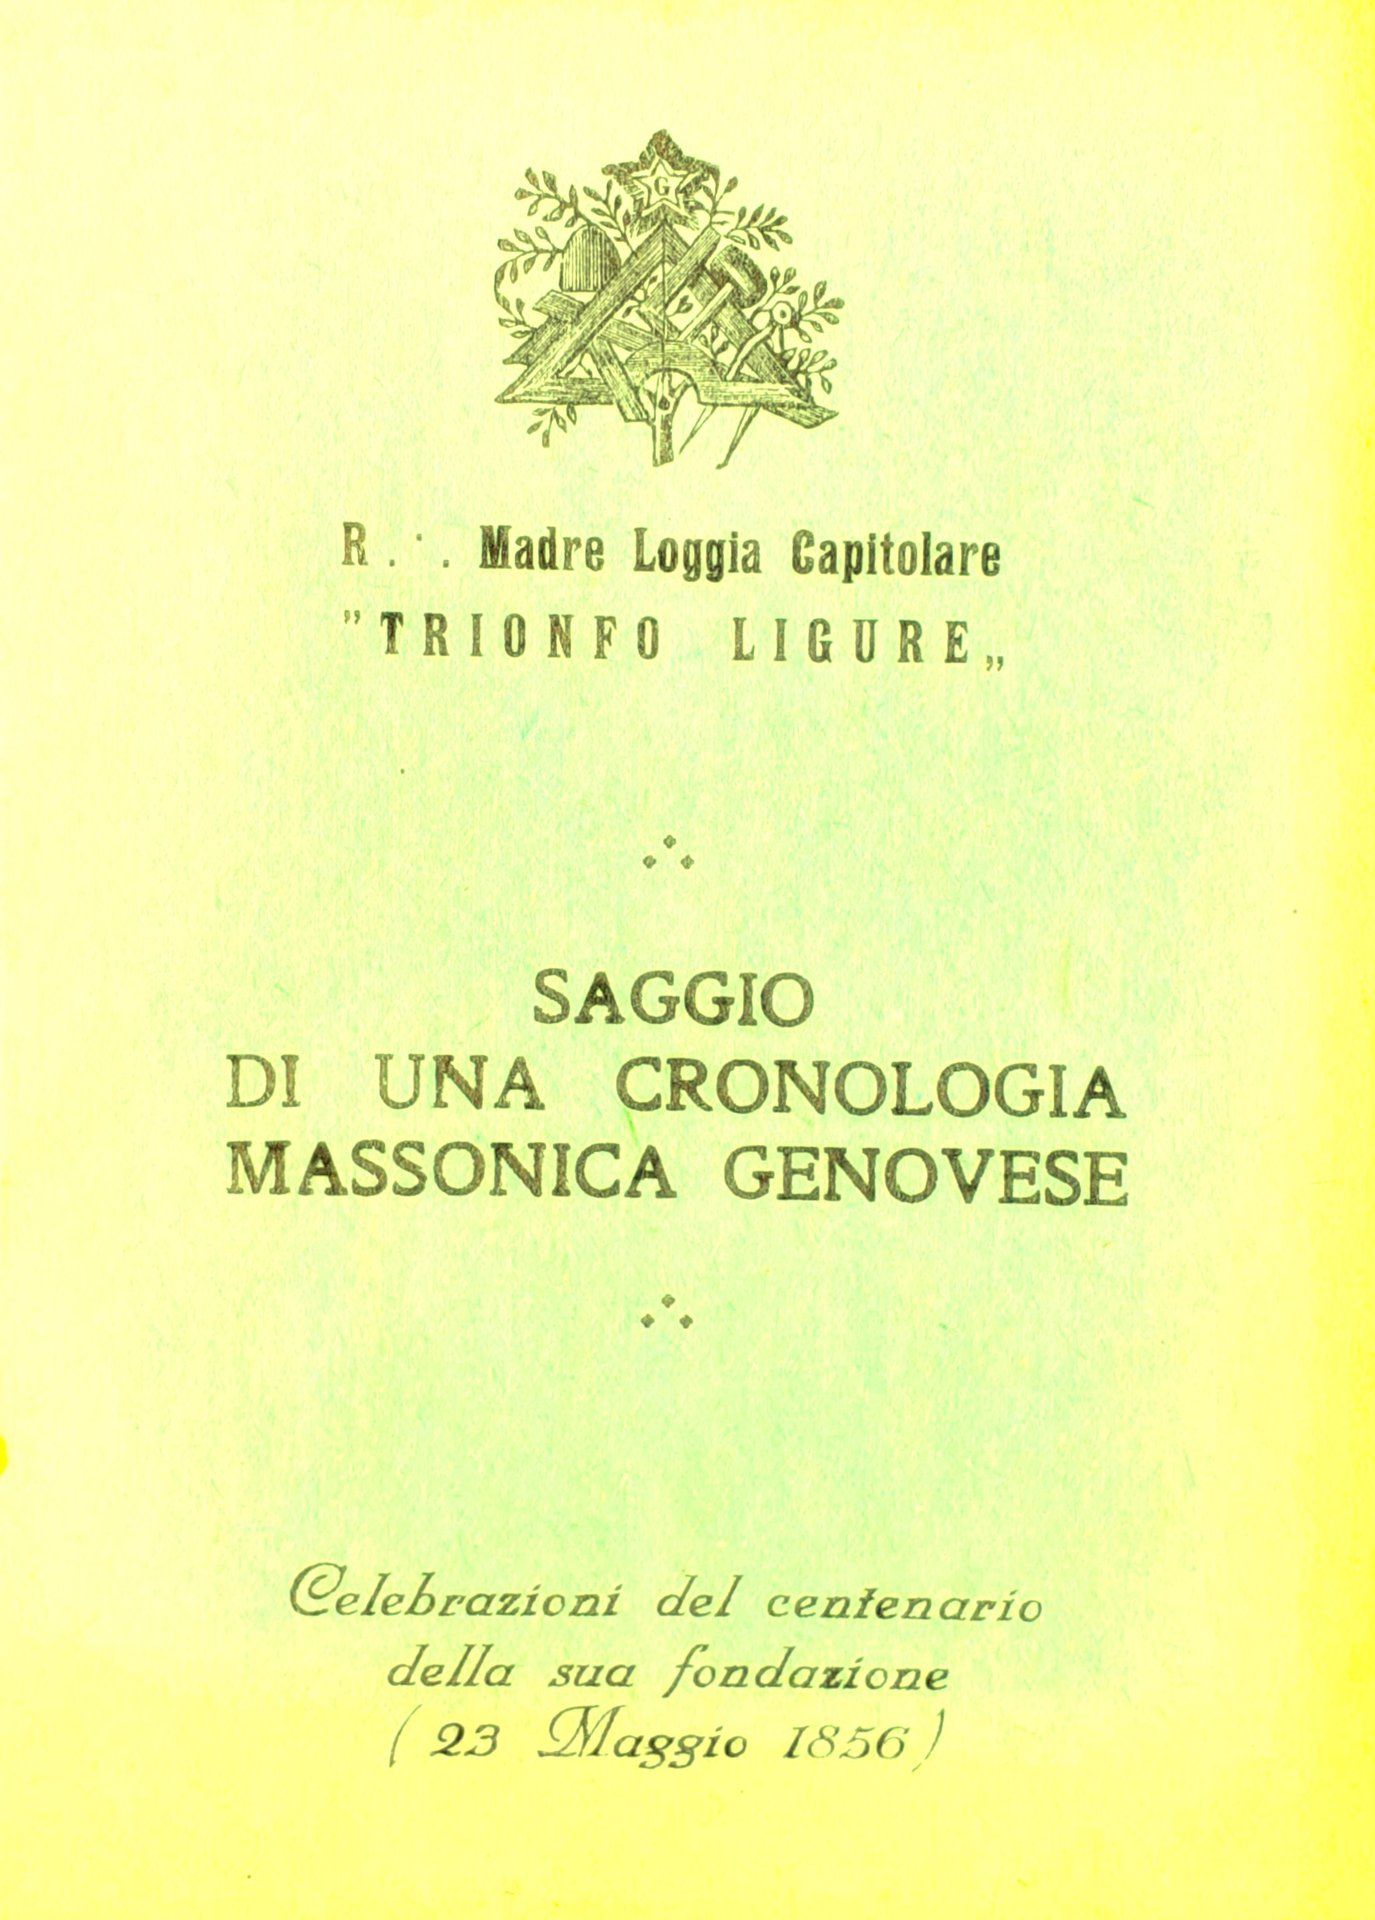 G
R.·. Madre Loggia Capitolare
"TRIONFO LIGURE„
SAGGIO
DI UNA CRONOLOGIA
MASSONICA GENOVESE
Celebrazioni del centenario
della sua fondazione
(23 Maggio 1856)